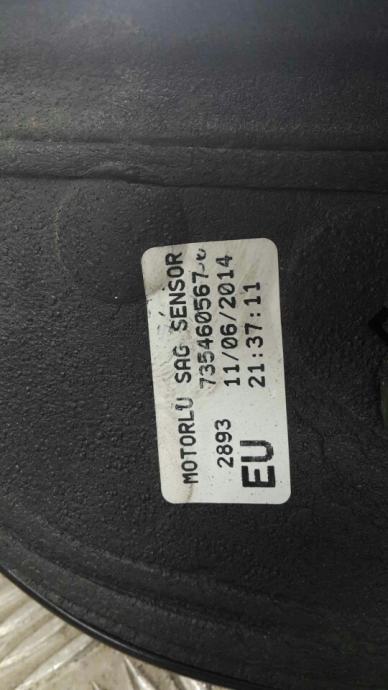 MOTORLU SAG SENSOR
735460567
2893 11/06/2014
EU 21:37:11